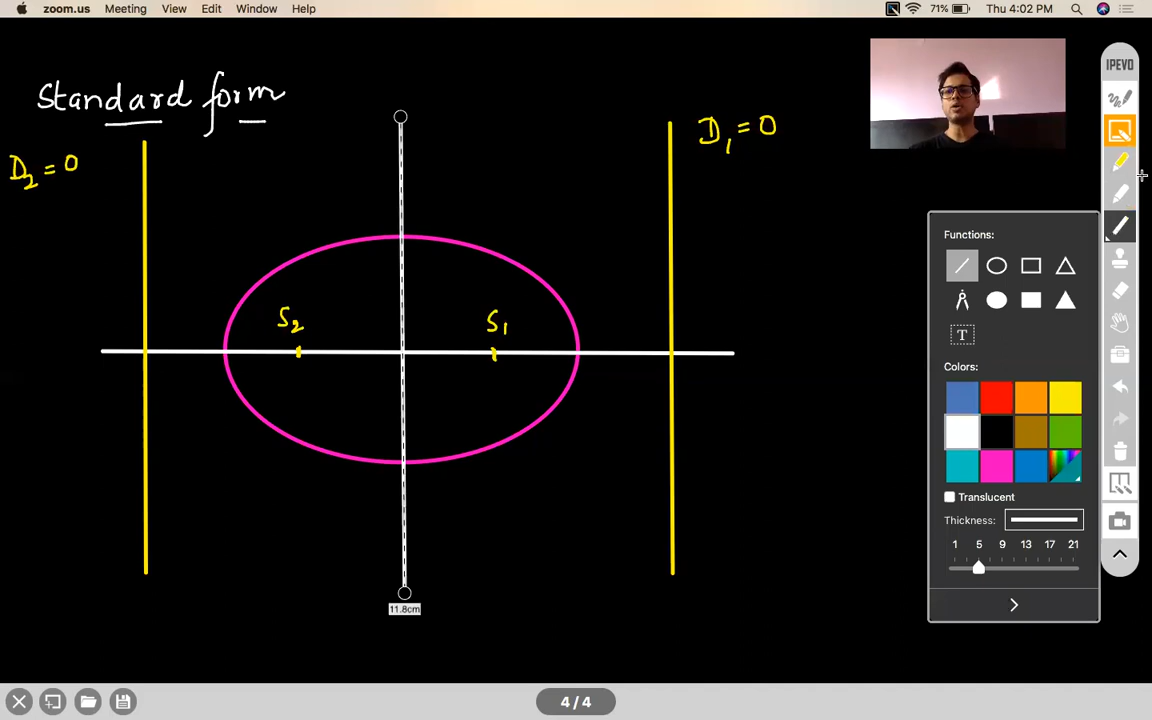 zoom.us Meeting View Edit Window Help 71% Thu 4:02 PM
IPEVO
Standard form
D₁ = 0
D₂ = 0
S₂
S₁
11.8cm
Functions:
T
Colors:
Translucent
Thickness:
1 5 9 13 17 21
4 / 4